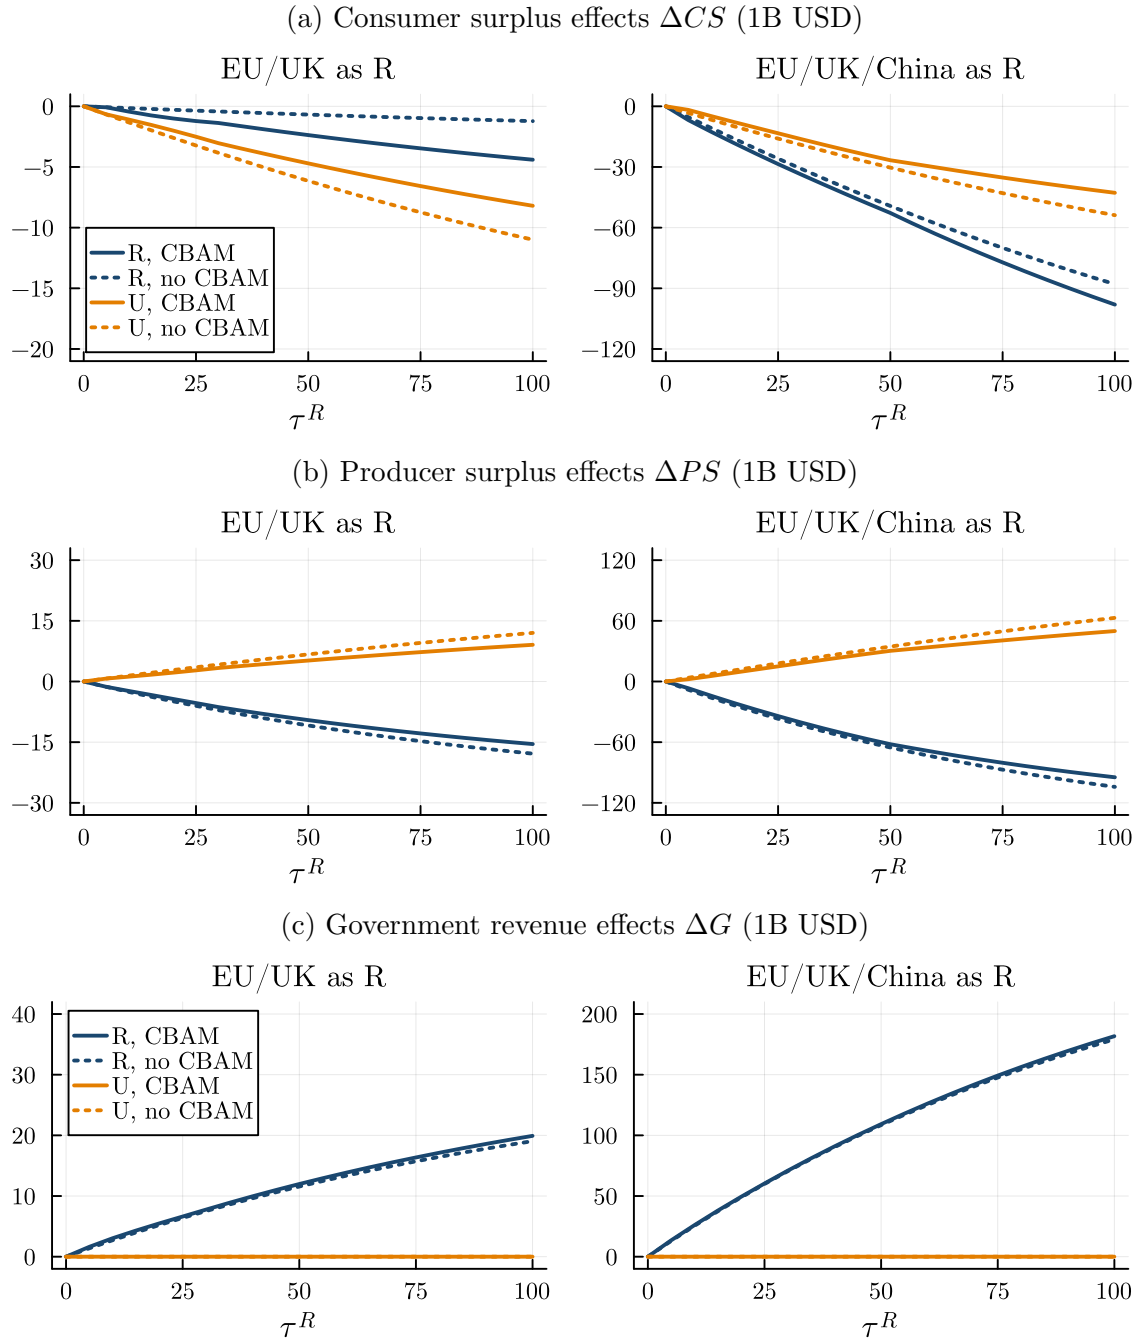 (a) Consumer surplus effects ΔCS (1B USD)
EU/UK as R
EU/UK/China as R
0
−5
−10
−15
−20
R, CBAM
R, no CBAM
U, CBAM
U, no CBAM
0 25 50 75 100
τ^R
0
−30
−60
−90
−120
0 25 50 75 100
τ^R
(b) Producer surplus effects ΔPS (1B USD)
EU/UK as R
EU/UK/China as R
30
15
0
−15
−30
0 25 50 75 100
τ^R
120
60
0
−60
−120
0 25 50 75 100
τ^R
(c) Government revenue effects ΔG (1B USD)
EU/UK as R
EU/UK/China as R
40
30
20
10
0
R, CBAM
R, no CBAM
U, CBAM
U, no CBAM
0 25 50 75 100
τ^R
200
150
100
50
0
0 25 50 75 100
τ^R